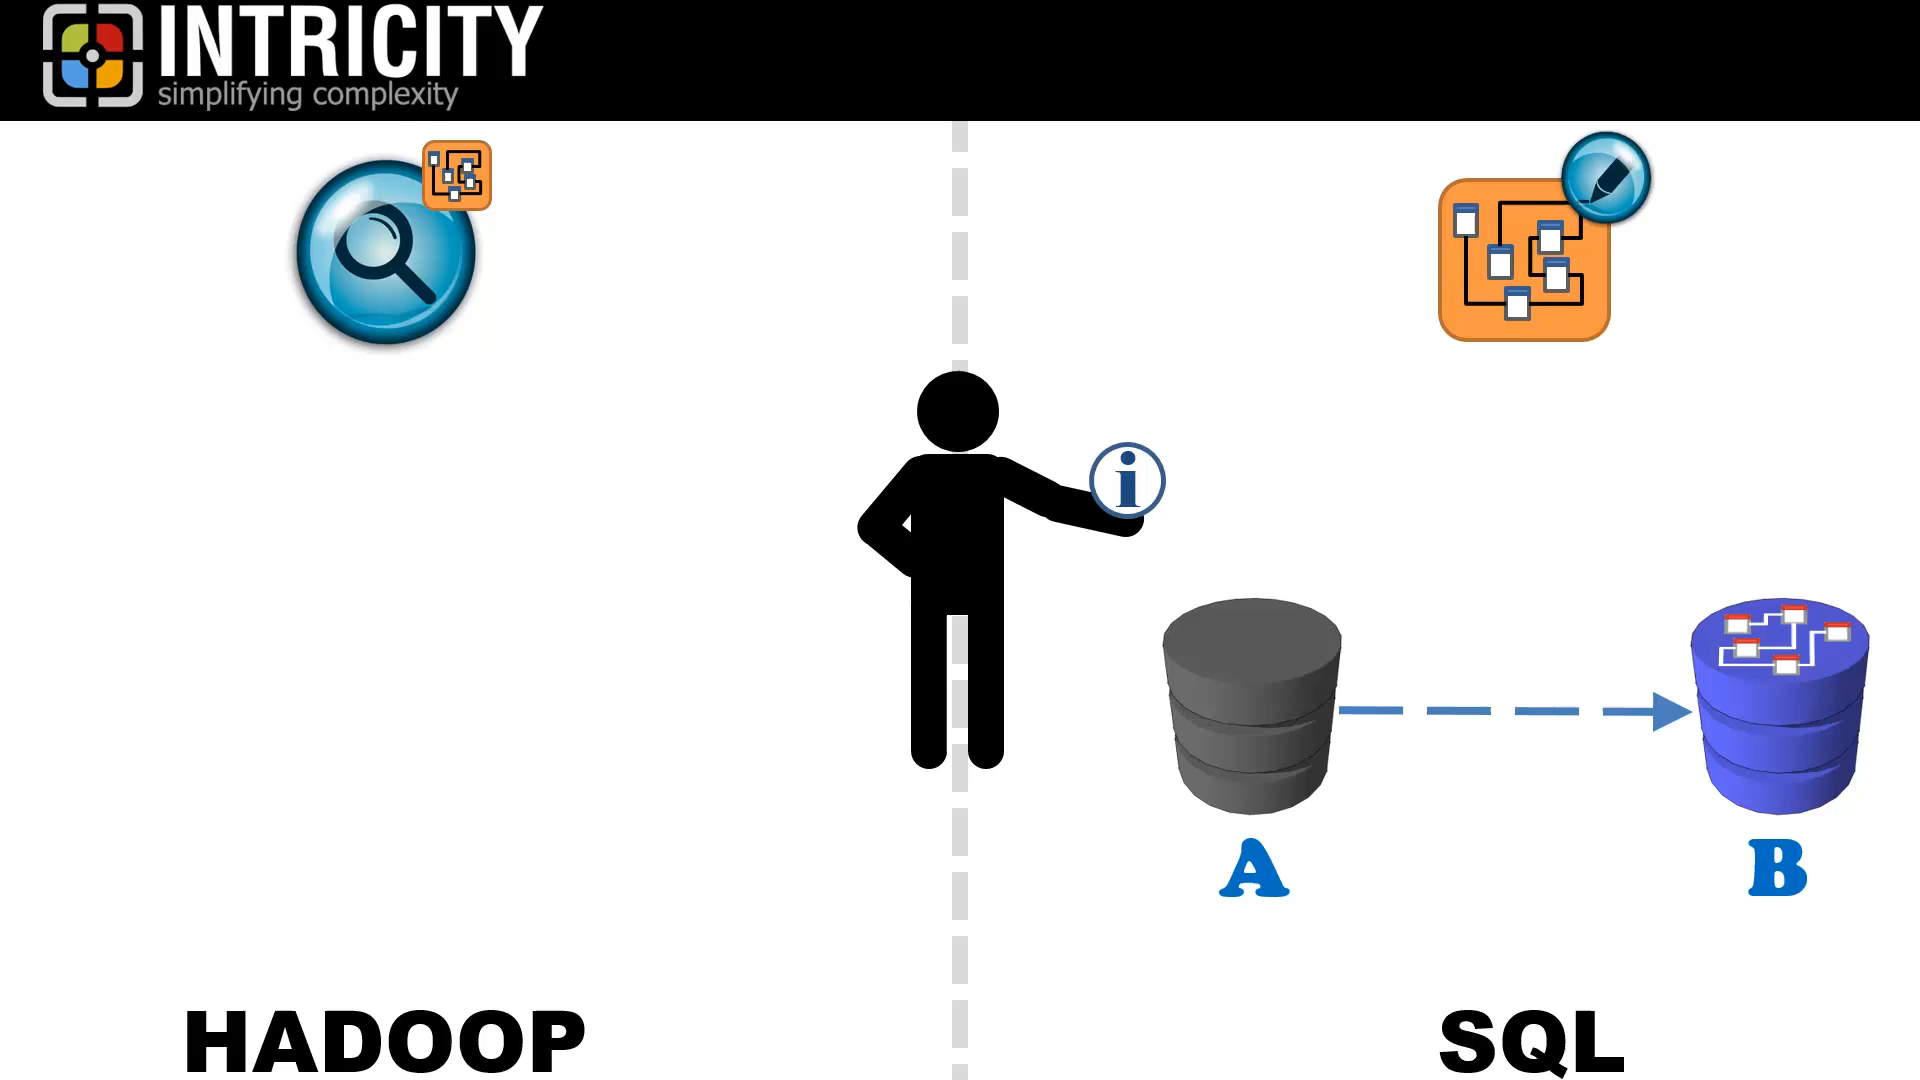 INTRICITY
simplifying complexity
i
A
B
HADOOP
SQL